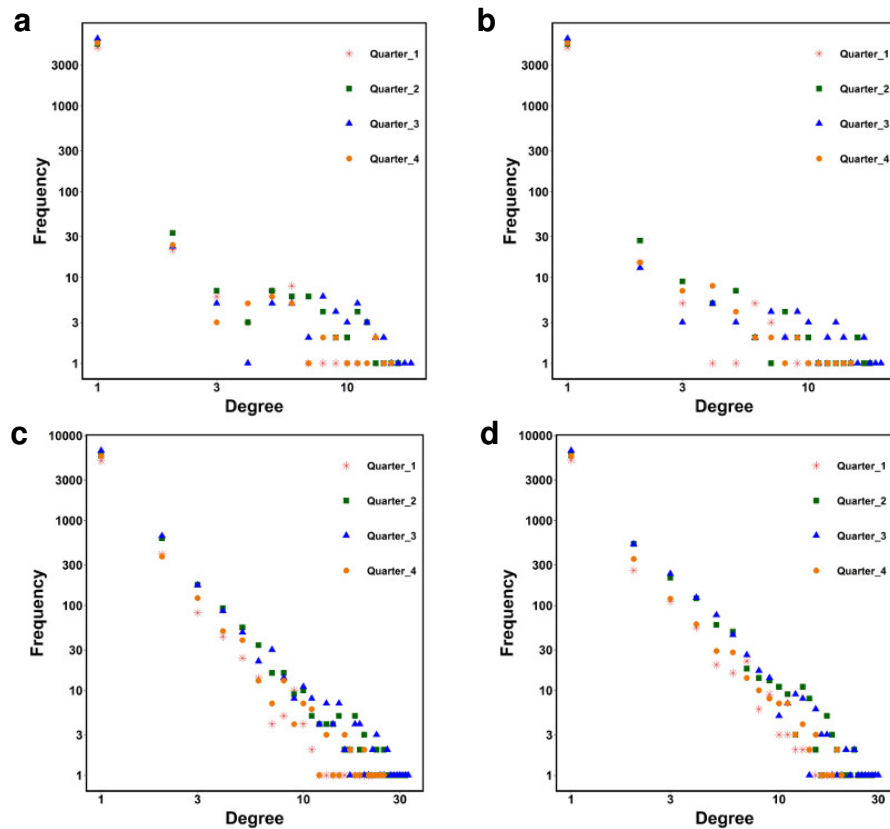 a
3000
1000
300
100
30
10
3
1
Frequency
1
3
10
Degree
Quarter_1
Quarter_2
Quarter_3
Quarter_4
b
3000
1000
300
100
30
10
3
1
Frequency
1
3
10
Degree
Quarter_1
Quarter_2
Quarter_3
Quarter_4
c
10000
3000
1000
300
100
30
10
3
1
Frequency
1
3
10
30
Degree
Quarter_1
Quarter_2
Quarter_3
Quarter_4
d
10000
3000
1000
300
100
30
10
3
1
Frequency
1
3
10
30
Degree
Quarter_1
Quarter_2
Quarter_3
Quarter_4